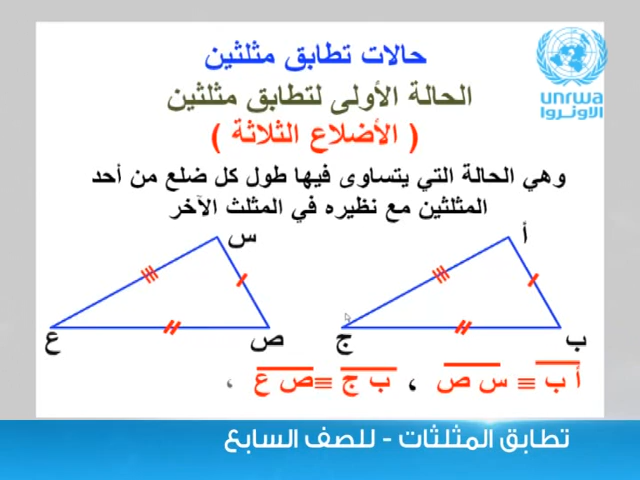 حالات تطابق مثلثين
unrwa
الاونروا
الحالة الأولى لتطابق مثلثين
( الأضلاع الثلاثة )
وهي الحالة التي يتساوى فيها طول كل ضلع من أحد
المثلثين مع نظيره في المثلث الآخر
أ
س
ب
ج
ص
ع
أ ب ≡ س ص ، ب ج ≡ ص ع ،
تطابق المثلثات - للصف السابع